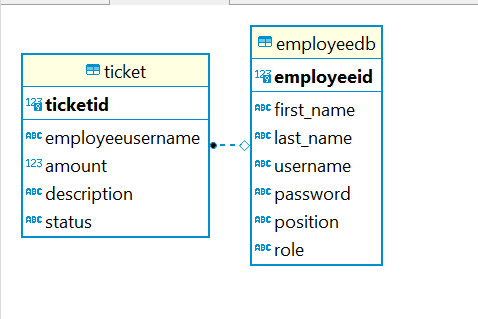 ticket
123 ticketid
ABC employeeusername
123 amount
ABC description
ABC status
employeedb
123 employeeid
ABC first_name
ABC last_name
ABC username
ABC password
ABC position
ABC role